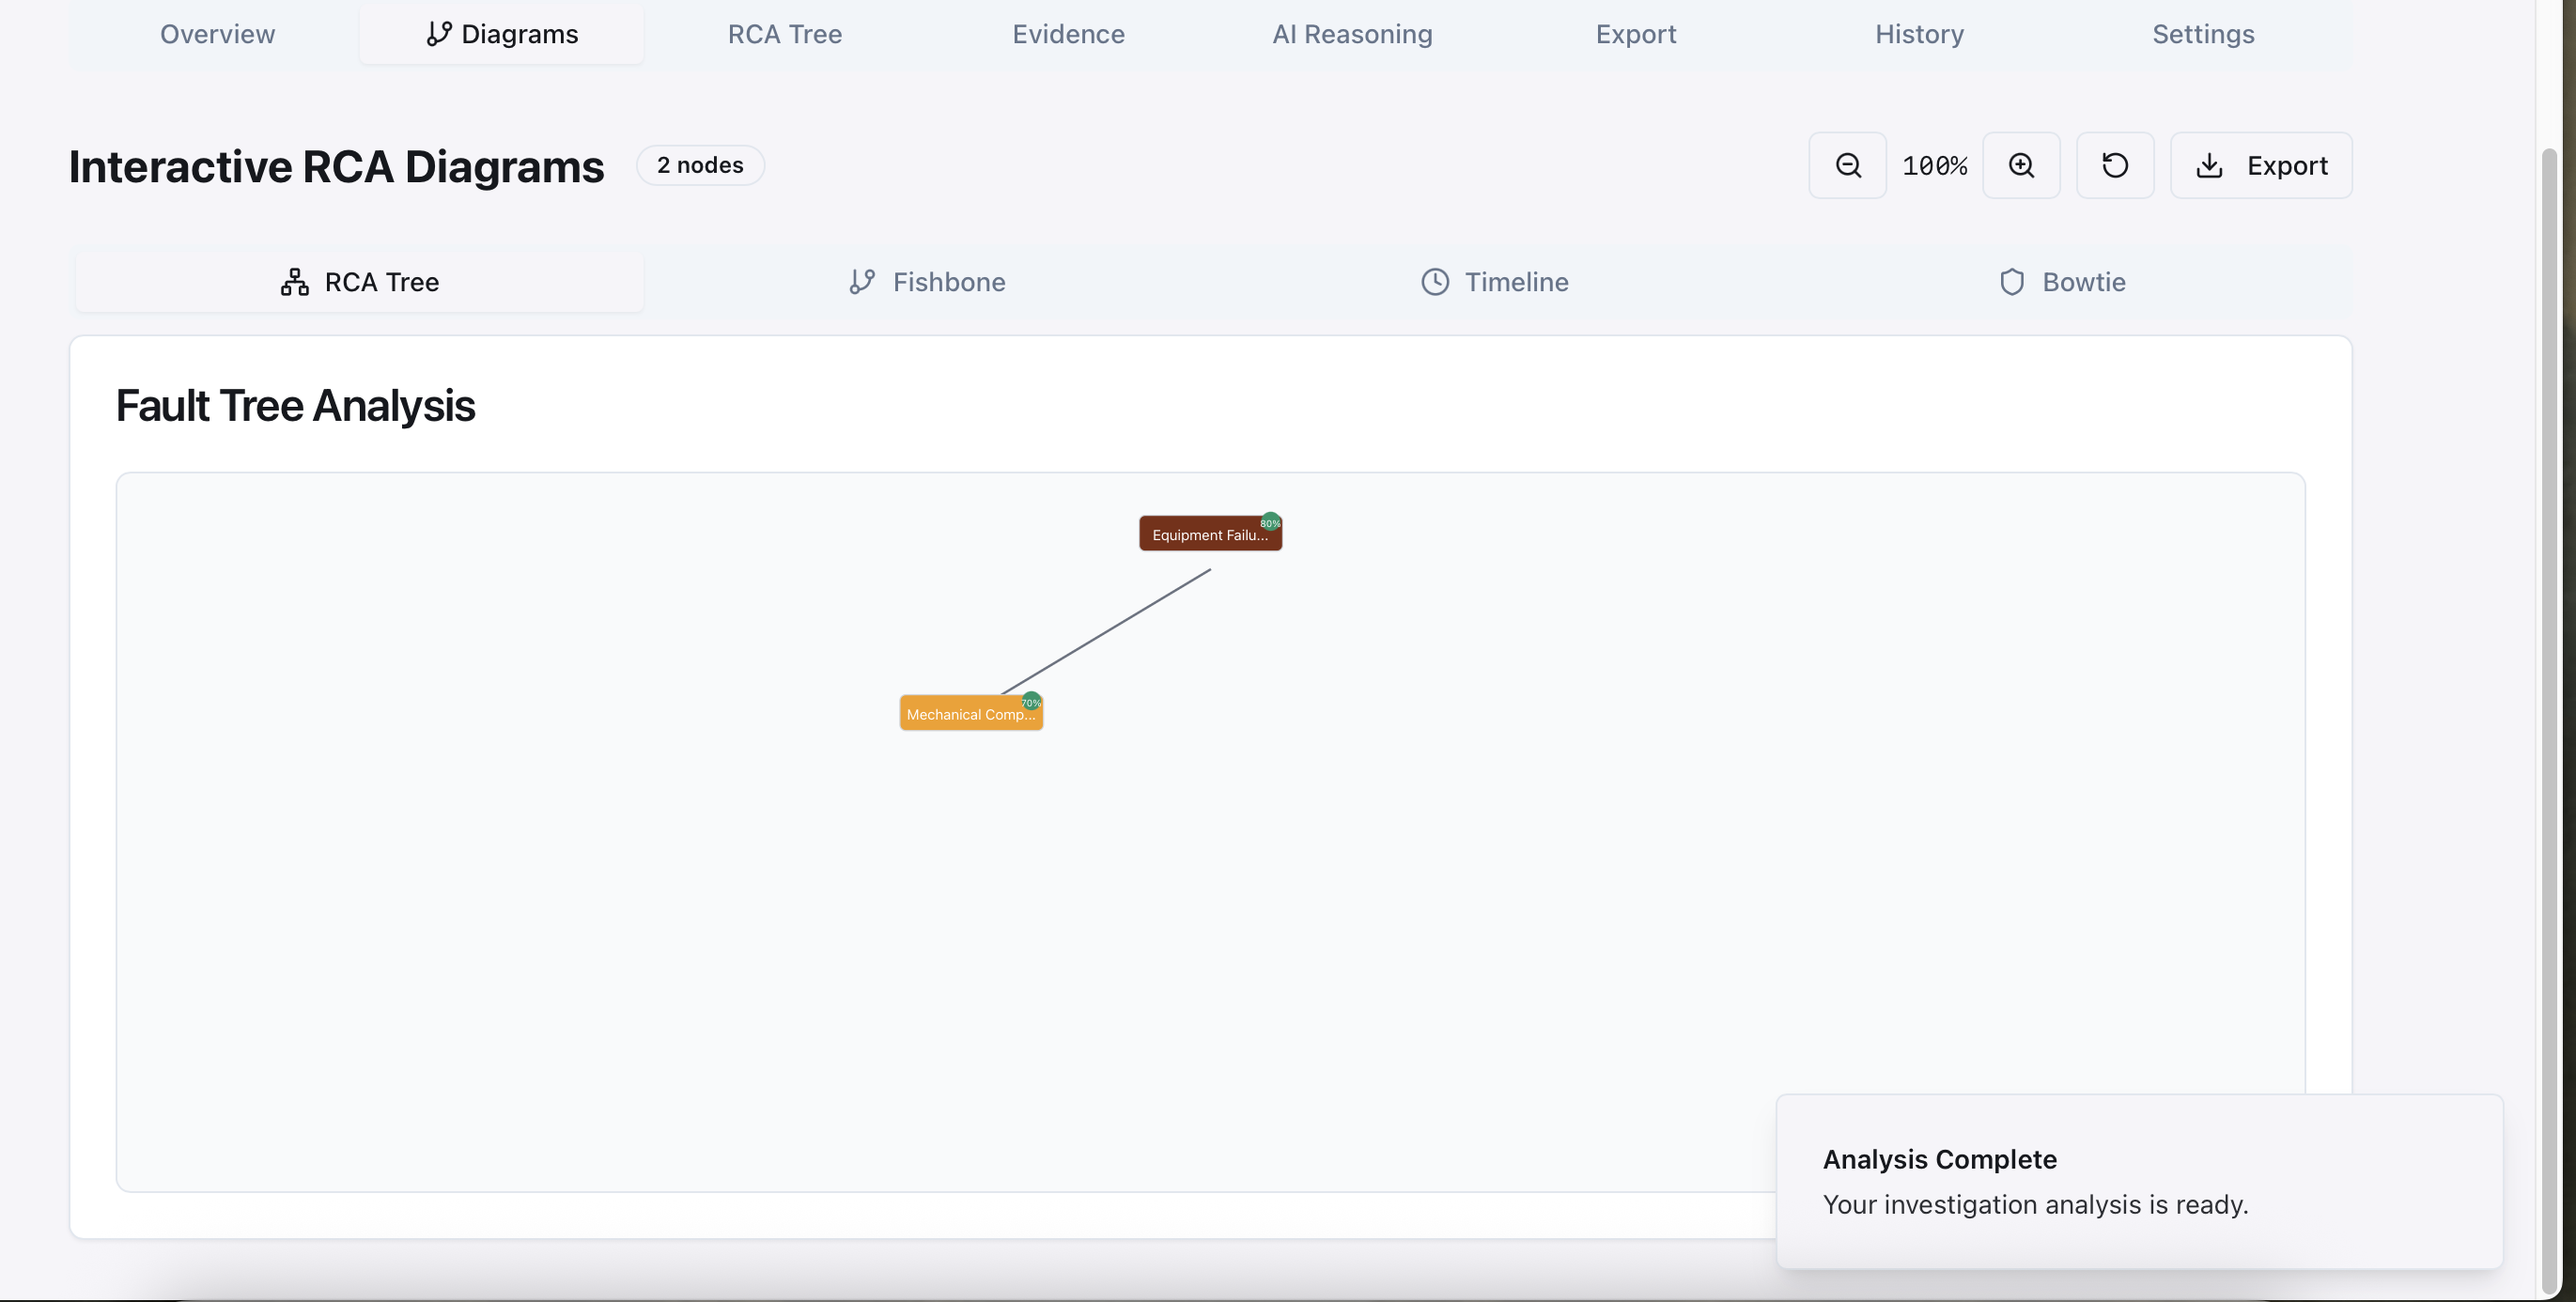 Overview Diagrams RCA Tree Evidence AI Reasoning Export History Settings
Interactive RCA Diagrams 2 nodes 100% Export
RCA Tree Fishbone Timeline Bowtie
Fault Tree Analysis
80%
Equipment Failu...
70%
Mechanical Comp...
Analysis Complete
Your investigation analysis is ready.